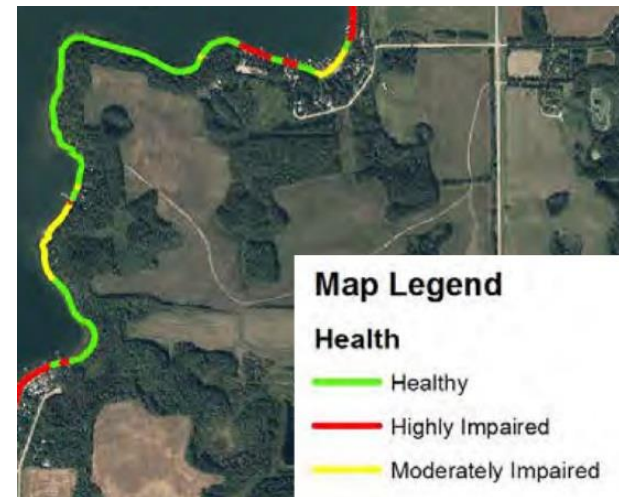 Map Legend
Health
Healthy
Highly Impaired
Moderately Impaired